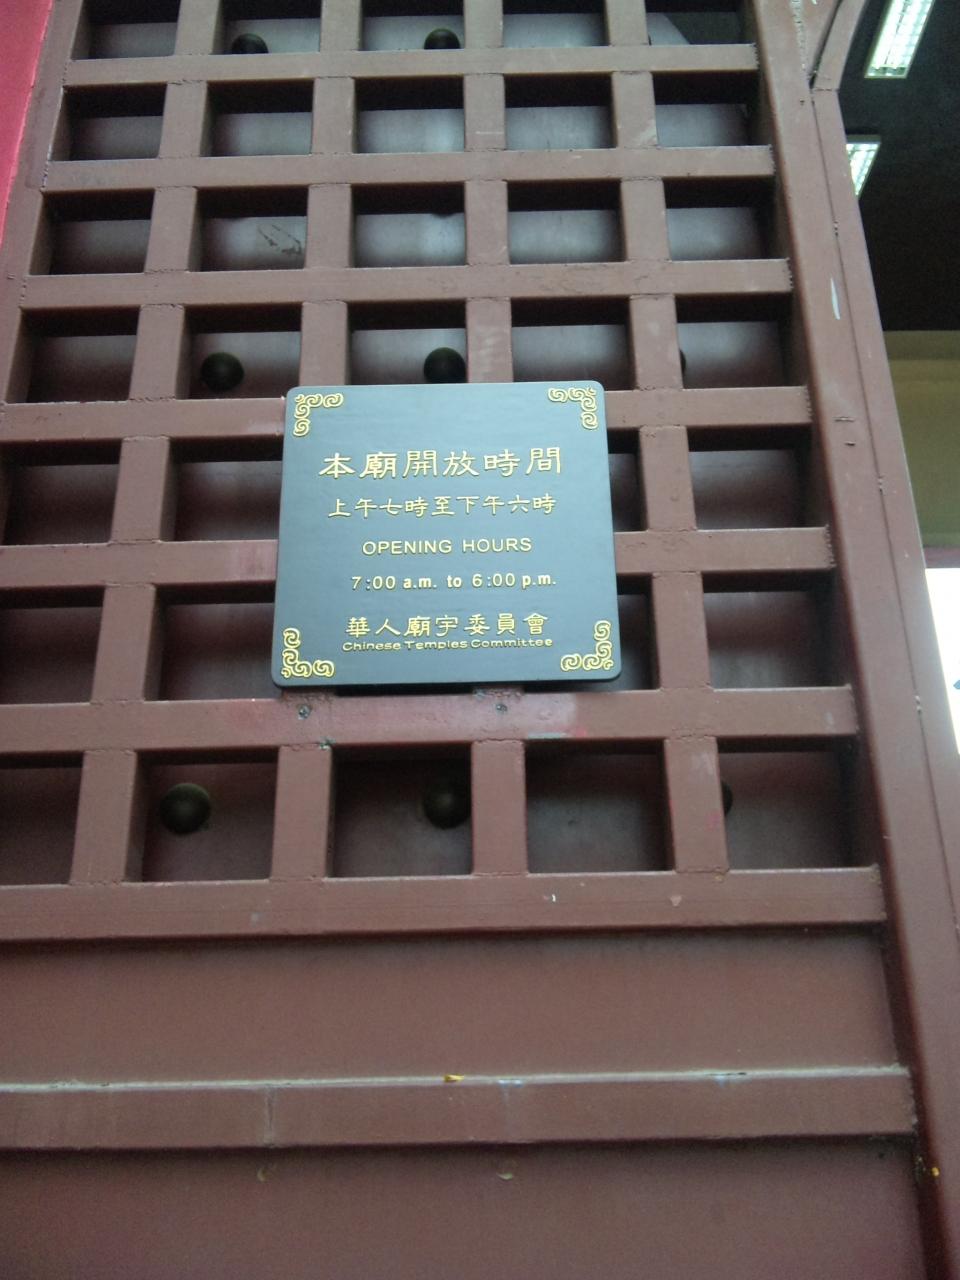 本廟開放時間
上午七時至下午六時
OPENING HOURS
7:00 a.m. to 6:00 p.m.
華人廟宇委員會
Chinese Temples Committee